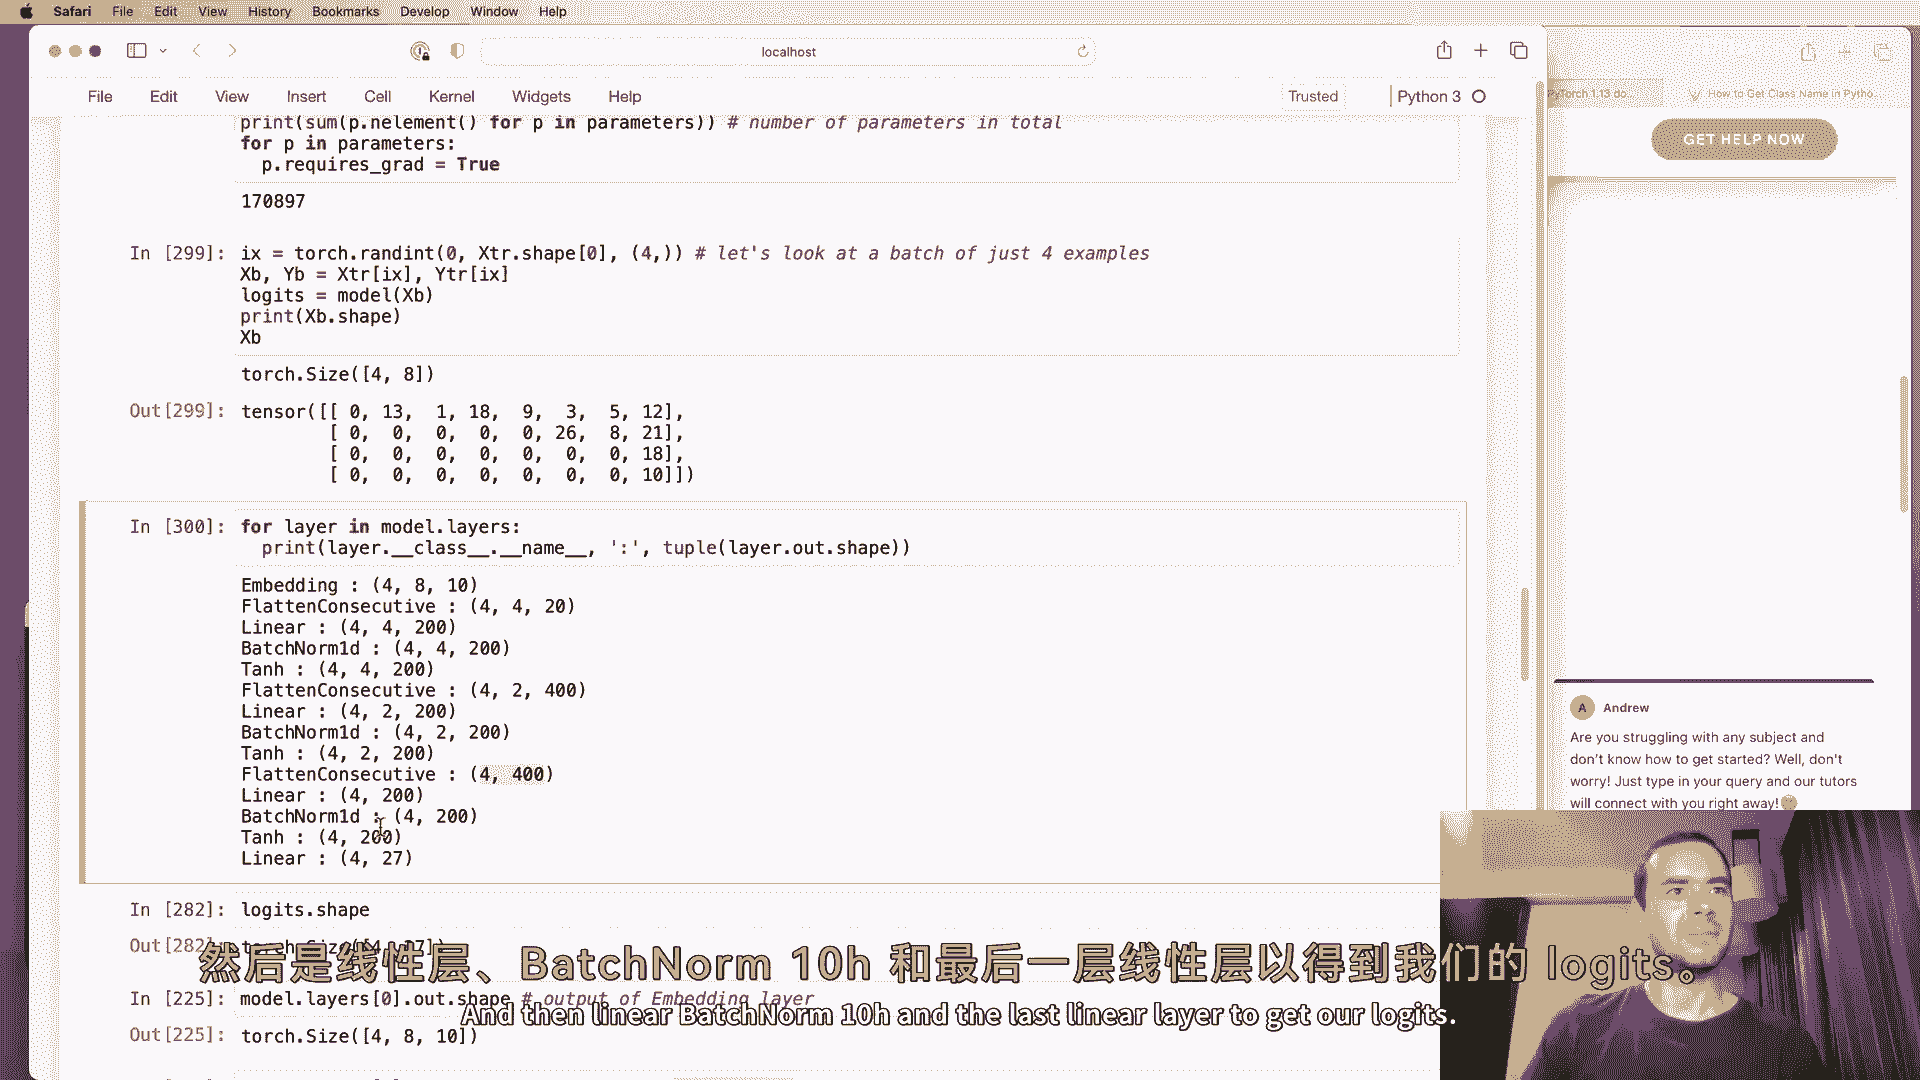 Safari File Edit View History Bookmarks Develop Window Help
localhost
File Edit View Insert Cell Kernel Widgets Help
Trusted
Python 3
print(sum(p.nelement() for p in parameters)) # number of parameters in total
for p in parameters:
p.requires_grad = True
170897
In [299]: ix = torch.randint(0, Xtr.shape[0], (4,)) # let's look at a batch of just 4 examples
Xb, Yb = Xtr[ix], Ytr[ix]
logits = model(Xb)
print(Xb.shape)
Xb
torch.Size([4, 8])
Out[299]: tensor([[ 0, 13, 1, 18, 9, 3, 5, 12],
[ 0, 0, 0, 0, 0, 26, 8, 21],
[ 0, 0, 0, 0, 0, 0, 0, 18],
[ 0, 0, 0, 0, 0, 0, 0, 10]])
In [300]: for layer in model.layers:
print(layer.__class__.__name__, ':', tuple(layer.out.shape))
Embedding : (4, 8, 10)
FlattenConsecutive : (4, 4, 20)
Linear : (4, 4, 200)
BatchNorm1d : (4, 4, 200)
Tanh : (4, 4, 200)
FlattenConsecutive : (4, 2, 400)
Linear : (4, 2, 200)
BatchNorm1d : (4, 2, 200)
Tanh : (4, 2, 200)
FlattenConsecutive : (4, 400)
Linear : (4, 200)
BatchNorm1d : (4, 200)
Tanh : (4, 200)
Linear : (4, 27)
In [282]: logits.shape
Out[282]: torch.Size([4, 27])
In [225]: model.layers[0].out.shape # output of Embedding layer
Out[225]: torch.Size([4, 8, 10])
然后是线性层、BatchNorm 10h 和最后一层线性层以得到我们的 logits。
And then linear BatchNorm 10h and the last linear layer to get our logits.
PyTorch 1.13 do...
How to Get Class Name in Pytho...
GET HELP NOW
A Andrew
Are you struggling with any subject and
don't know how to get started? Well, don't
worry! Just type in your query and our tutors
will connect with you right away!